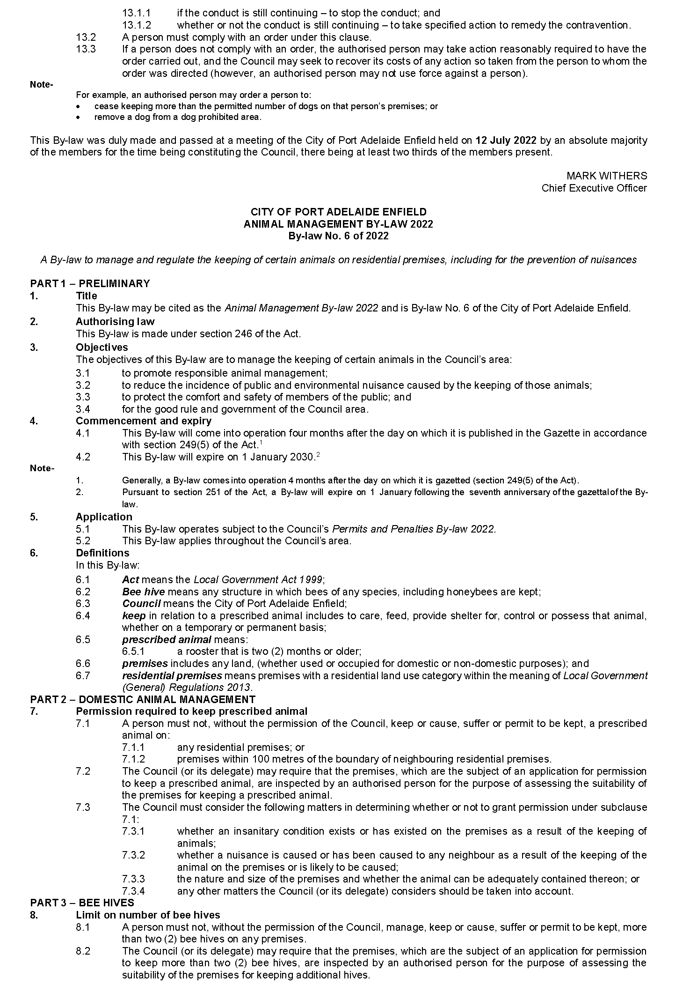 13.1.1 if the conduct is still continuing – to stop the conduct; and
13.1.2 whether or not the conduct is still continuing – to take specified action to remedy the contravention.
13.2 A person must comply with an order under this clause.
13.3 If a person does not comply with an order, the authorised person may take action reasonably required to have the
order carried out, and the Council may seek to recover its costs of any action so taken from the person to whom the
order was directed (however, an authorised person may not use force against a person).
Note-
For example, an authorised person may order a person to:
• cease keeping more than the permitted number of dogs on that person's premises; or
• remove a dog from a dog prohibited area.
This By-law was duly made and passed at a meeting of the City of Port Adelaide Enfield held on 12 July 2022 by an absolute majority
of the members for the time being constituting the Council, there being at least two thirds of the members present.
MARK WITHERS
Chief Executive Officer
CITY OF PORT ADELAIDE ENFIELD
ANIMAL MANAGEMENT BY-LAW 2022
By-law No. 6 of 2022
A By-law to manage and regulate the keeping of certain animals on residential premises, including for the prevention of nuisances
PART 1 – PRELIMINARY
1. Title
This By-law may be cited as the Animal Management By-law 2022 and is By-law No. 6 of the City of Port Adelaide Enfield.
2. Authorising law
This By-law is made under section 246 of the Act.
3. Objectives
The objectives of this By-law are to manage the keeping of certain animals in the Council's area:
3.1 to promote responsible animal management;
3.2 to reduce the incidence of public and environmental nuisance caused by the keeping of those animals;
3.3 to protect the comfort and safety of members of the public; and
3.4 for the good rule and government of the Council area.
4. Commencement and expiry
4.1 This By-law will come into operation four months after the day on which it is published in the Gazette in accordance
with section 249(5) of the Act.1
4.2 This By-law will expire on 1 January 2030.2
Note-
1. Generally, a By-law comes into operation 4 months after the day on which it is gazetted (section 249(5) of the Act).
2. Pursuant to section 251 of the Act, a By-law will expire on 1 January following the seventh anniversary of the gazettal of the By-
law.
5. Application
5.1 This By-law operates subject to the Council's Permits and Penalties By-law 2022.
5.2 This By-law applies throughout the Council's area.
6. Definitions
In this By-law:
6.1 Act means the Local Government Act 1999;
6.2 Bee hive means any structure in which bees of any species, including honeybees are kept;
6.3 Council means the City of Port Adelaide Enfield;
6.4 keep in relation to a prescribed animal includes to care, feed, provide shelter for, control or possess that animal,
whether on a temporary or permanent basis;
6.5 prescribed animal means:
6.5.1 a rooster that is two (2) months or older;
6.6 premises includes any land, (whether used or occupied for domestic or non-domestic purposes); and
6.7 residential premises means premises with a residential land use category within the meaning of Local Government
(General) Regulations 2013.
PART 2 – DOMESTIC ANIMAL MANAGEMENT
7. Permission required to keep prescribed animal
7.1 A person must not, without the permission of the Council, keep or cause, suffer or permit to be kept, a prescribed
animal on:
7.1.1 any residential premises; or
7.1.2 premises within 100 metres of the boundary of neighbouring residential premises.
7.2 The Council (or its delegate) may require that the premises, which are the subject of an application for permission
to keep a prescribed animal, are inspected by an authorised person for the purpose of assessing the suitability of
the premises for keeping a prescribed animal.
7.3 The Council must consider the following matters in determining whether or not to grant permission under subclause
7.1:
7.3.1 whether an insanitary condition exists or has existed on the premises as a result of the keeping of
animals;
7.3.2 whether a nuisance is caused or has been caused to any neighbour as a result of the keeping of the
animal on the premises or is likely to be caused;
7.3.3 the nature and size of the premises and whether the animal can be adequately contained thereon; or
7.3.4 any other matters the Council (or its delegate) considers should be taken into account.
PART 3 – BEE HIVES
8. Limit on number of bee hives
8.1 A person must not, without the permission of the Council, manage, keep or cause, suffer or permit to be kept, more
than two (2) bee hives on any premises.
8.2 The Council (or its delegate) may require that the premises, which are the subject of an application for permission
to keep more than two (2) bee hives, are inspected by an authorised person for the purpose of assessing the
suitability of the premises for keeping additional hives.